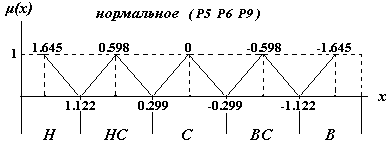 μ(x) нормальное (P5 P6 P9)
1.645 0.598 0 -0.598 -1.645
1
1.122 0.299 -0.299 -1.122 x
Н НС С ВС В